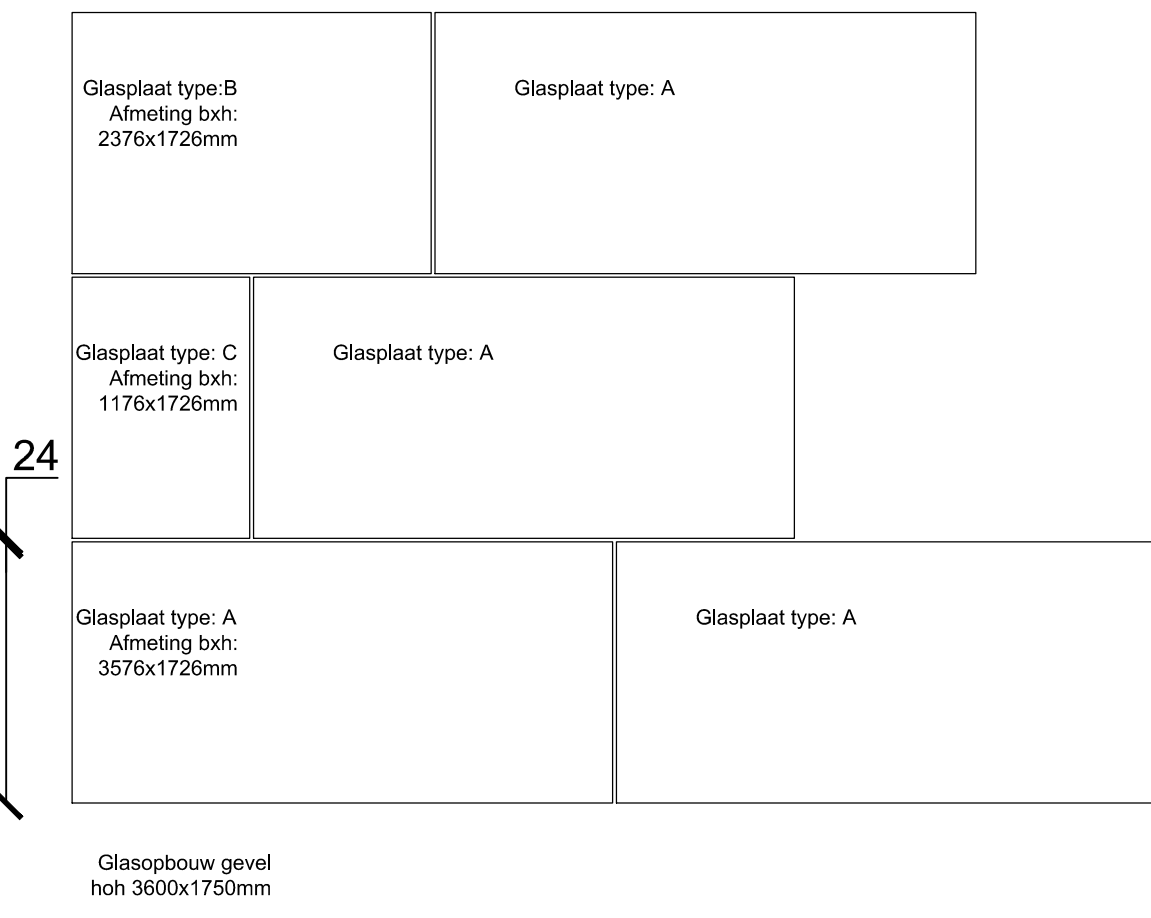 Glasplaat type:B
Afmeting bxh:
2376x1726mm
Glasplaat type: A
Glasplaat type: C
Afmeting bxh:
1176x1726mm
Glasplaat type: A
24
Glasplaat type: A
Afmeting bxh:
3576x1726mm
Glasplaat type: A
Glasopbouw gevel
hoh 3600x1750mm